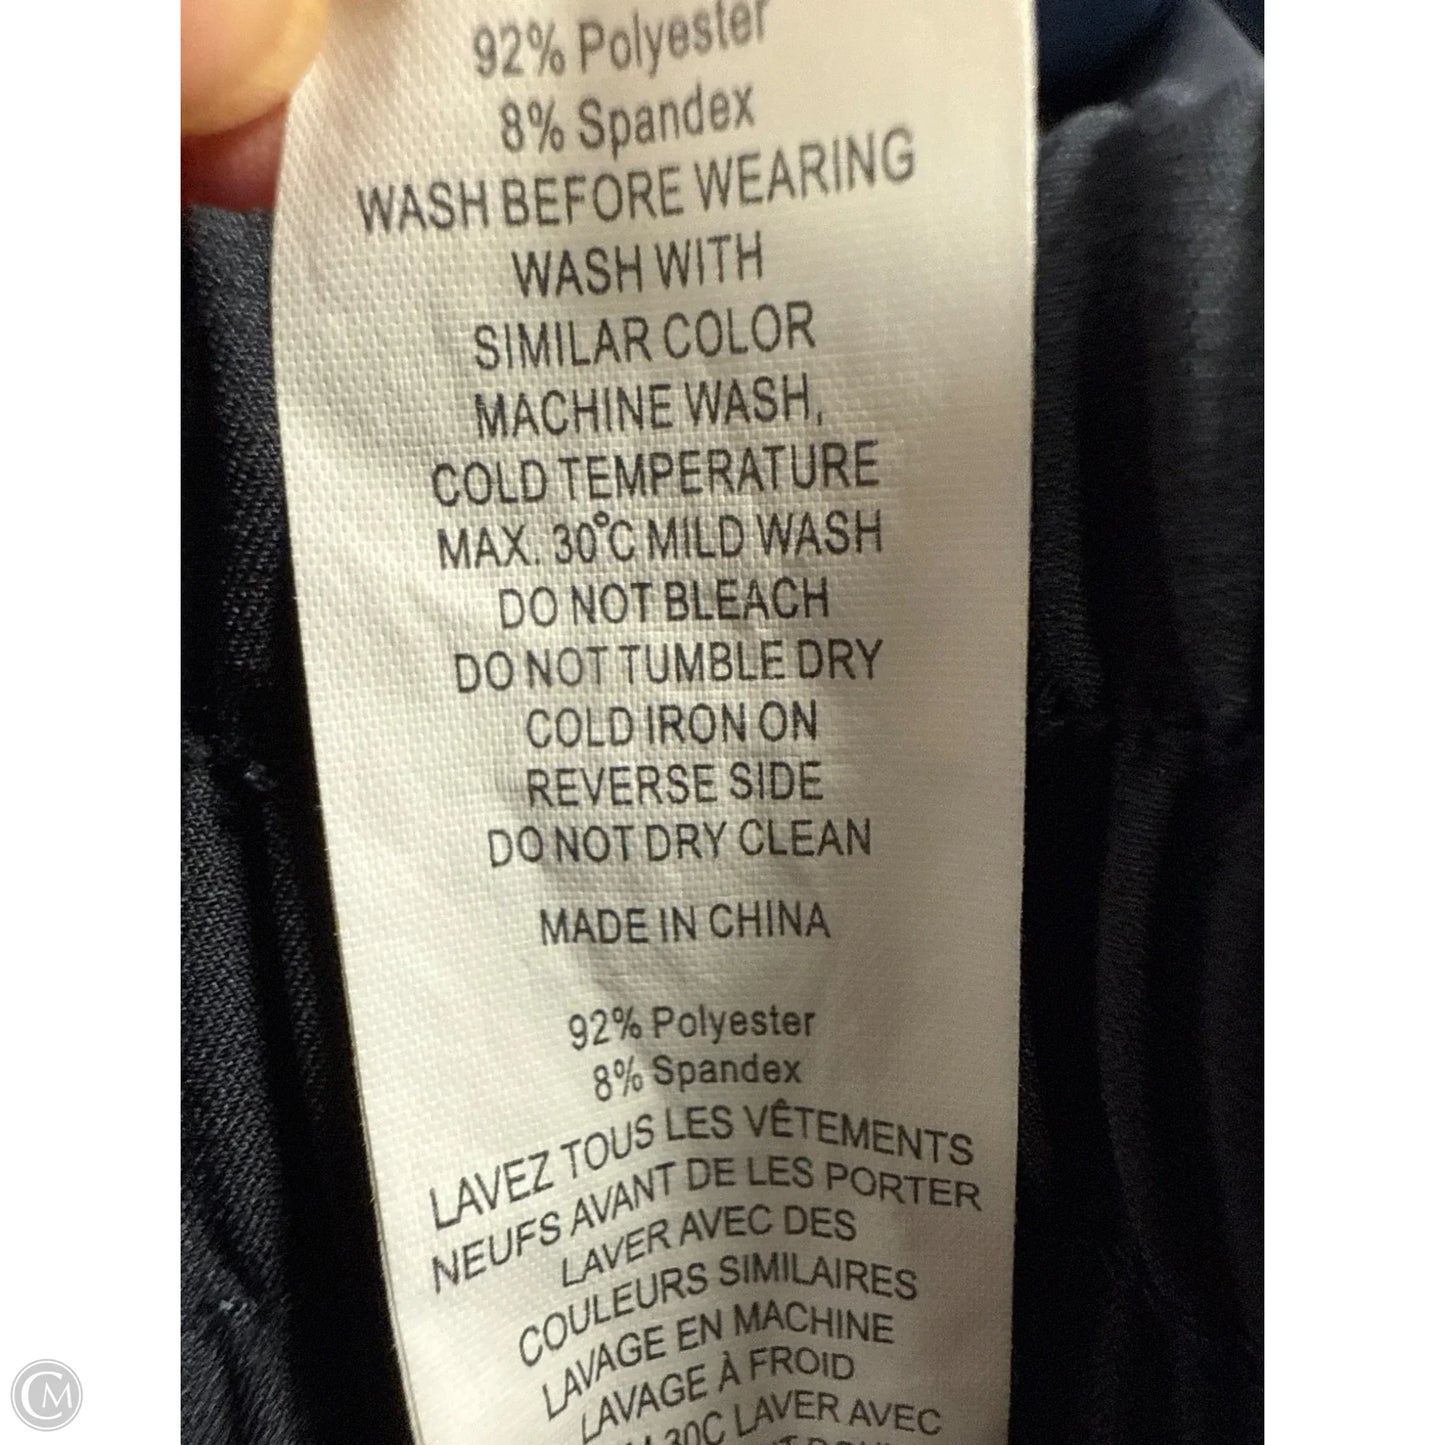 92% Polyester
8% Spandex
WASH BEFORE WEARING
WASH WITH
SIMILAR COLOR
MACHINE WASH,
COLD TEMPERATURE
MAX. 30°C MILD WASH
DO NOT BLEACH
DO NOT TUMBLE DRY
COLD IRON ON
REVERSE SIDE
DO NOT DRY CLEAN
MADE IN CHINA
92% Polyester
8% Spandex
LAVEZ TOUS LES VÊTEMENTS
NEUFS AVANT DE LES PORTER
LAVER AVEC DES
COULEURS SIMILAIRES
LAVAGE EN MACHINE
LAVAGE À FROID
30C LAVER AVEC
CM